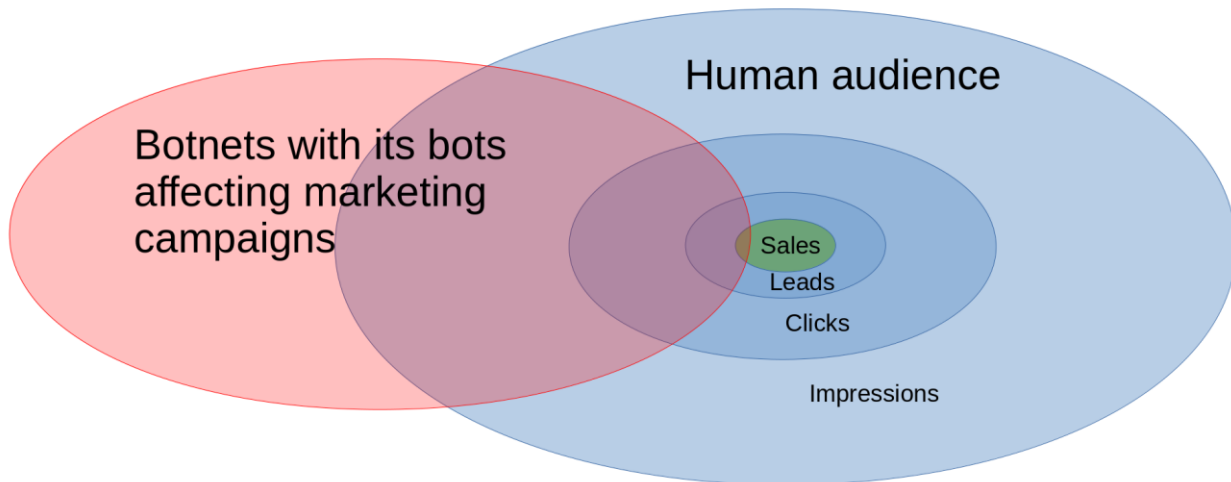 Human audience
Botnets with its bots
affecting marketing
campaigns
Sales
Leads
Clicks
Impressions